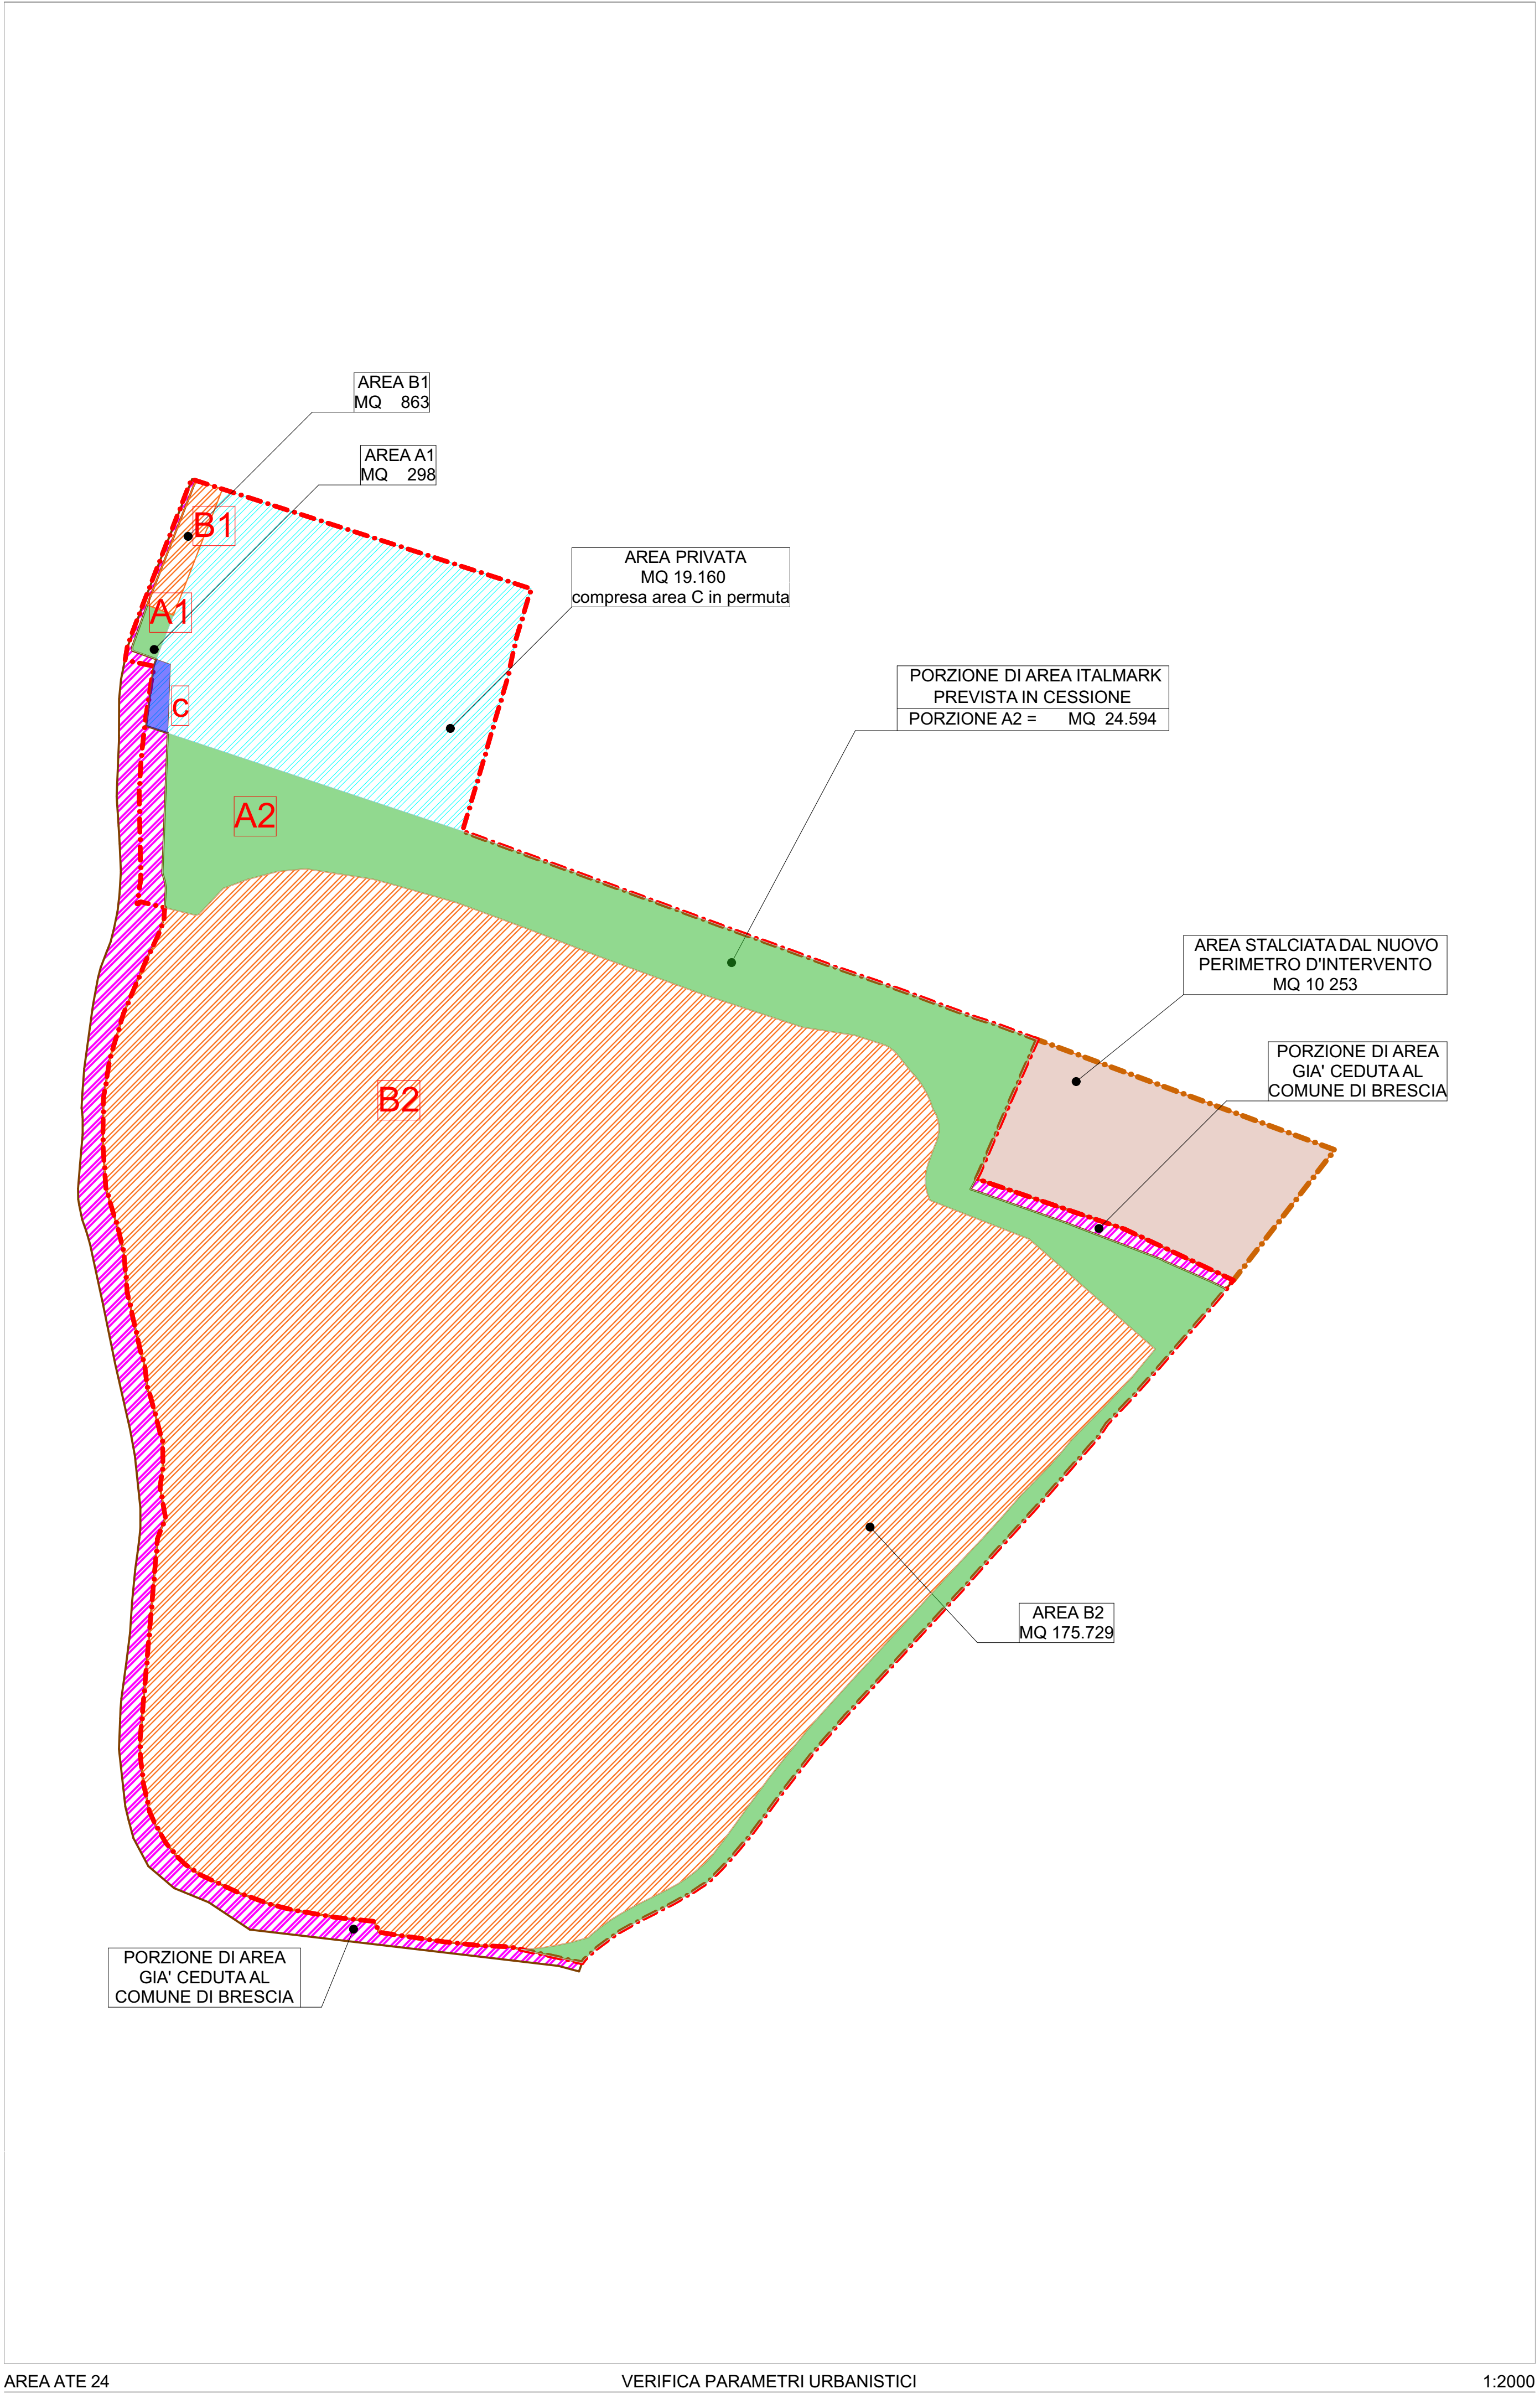 AREA B1
MQ 863
AREA A1
MQ 298
B1
AREA PRIVATA
MQ 19.160
compresa area C in permuta
A1
PORZIONE DI AREA ITALMARK
PREVISTA IN CESSIONE
PORZIONE A2 = MQ 24.594
c
A2
AREA STALCIATA DAL NUOVO
PERIMETRO D'INTERVENTO
MQ 10 253
PORZIONE DI AREA
GIA' CEDUTA AL
COMUNE DI BRESCIA
B2
AREA B2
MQ 175.729
PORZIONE DI AREA
GIA' CEDUTA AL
COMUNE DI BRESCIA
AREA ATE 24
VERIFICA PARAMETRI URBANISTICI
1:2000